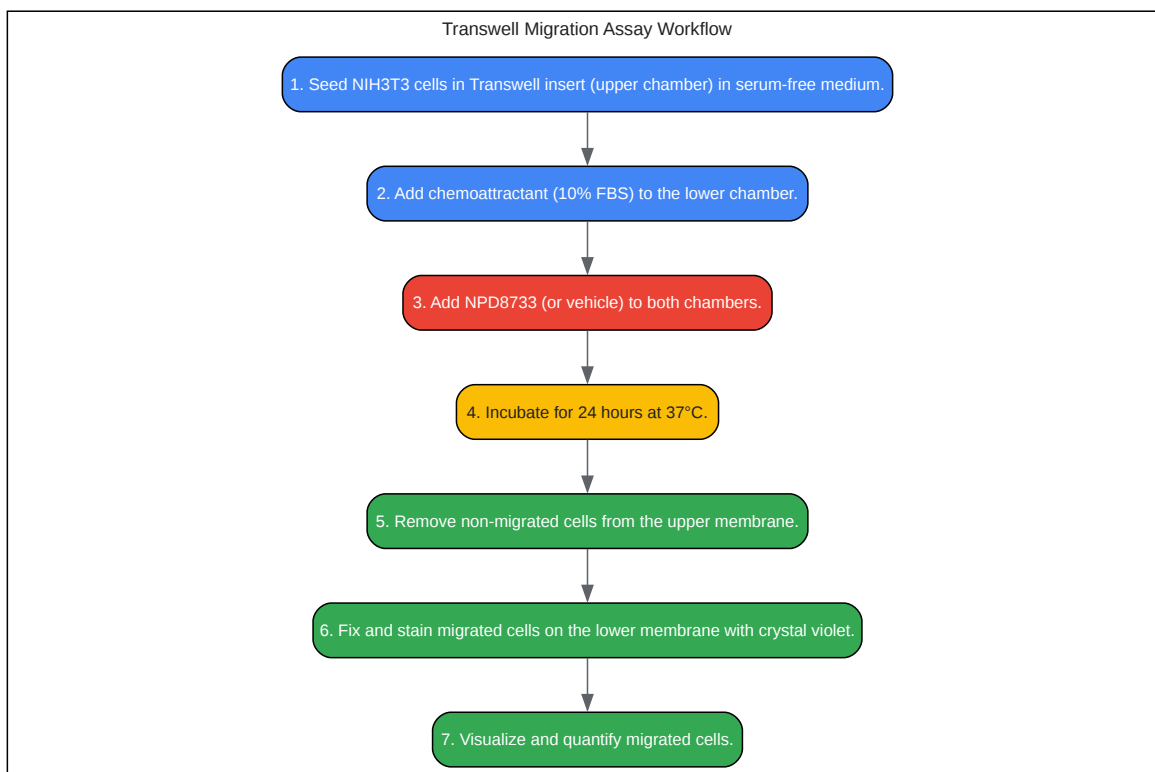 Transwell Migration Assay Workflow
1. Seed NIH3T3 cells in Transwell insert (upper chamber) in serum-free medium.
2. Add chemoattractant (10% FBS) to the lower chamber.
3. Add NPD8733 (or vehicle) to both chambers.
4. Incubate for 24 hours at 37°C.
5. Remove non-migrated cells from the upper membrane.
6. Fix and stain migrated cells on the lower membrane with crystal violet.
7. Visualize and quantify migrated cells.